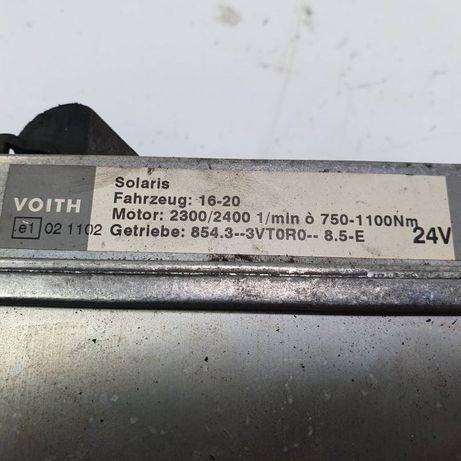 VOITH
e1 02 1102
Solaris
Fahrzeug: 16-20
Motor: 2300/2400 1/min ò 750-1100Nm
Getriebe: 854.3--3VT0R0-- 8.5-E
24V